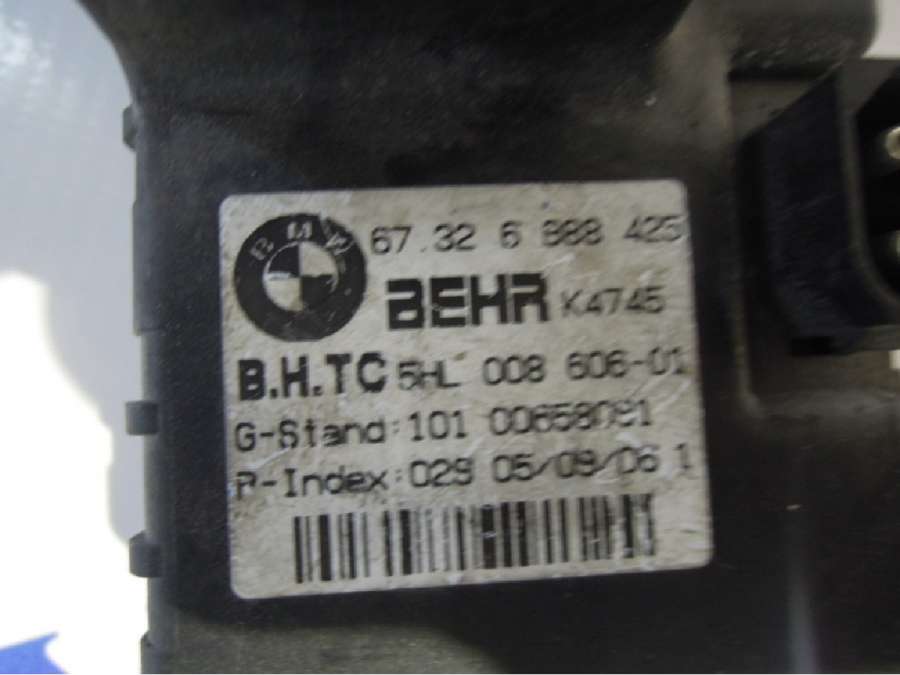 BMW 67.32 6 888 425
BEHR K4745
B.H.TC 5HL 008 606-01
G-Stand:101 00658091
P-Index:029 05/09/06 1